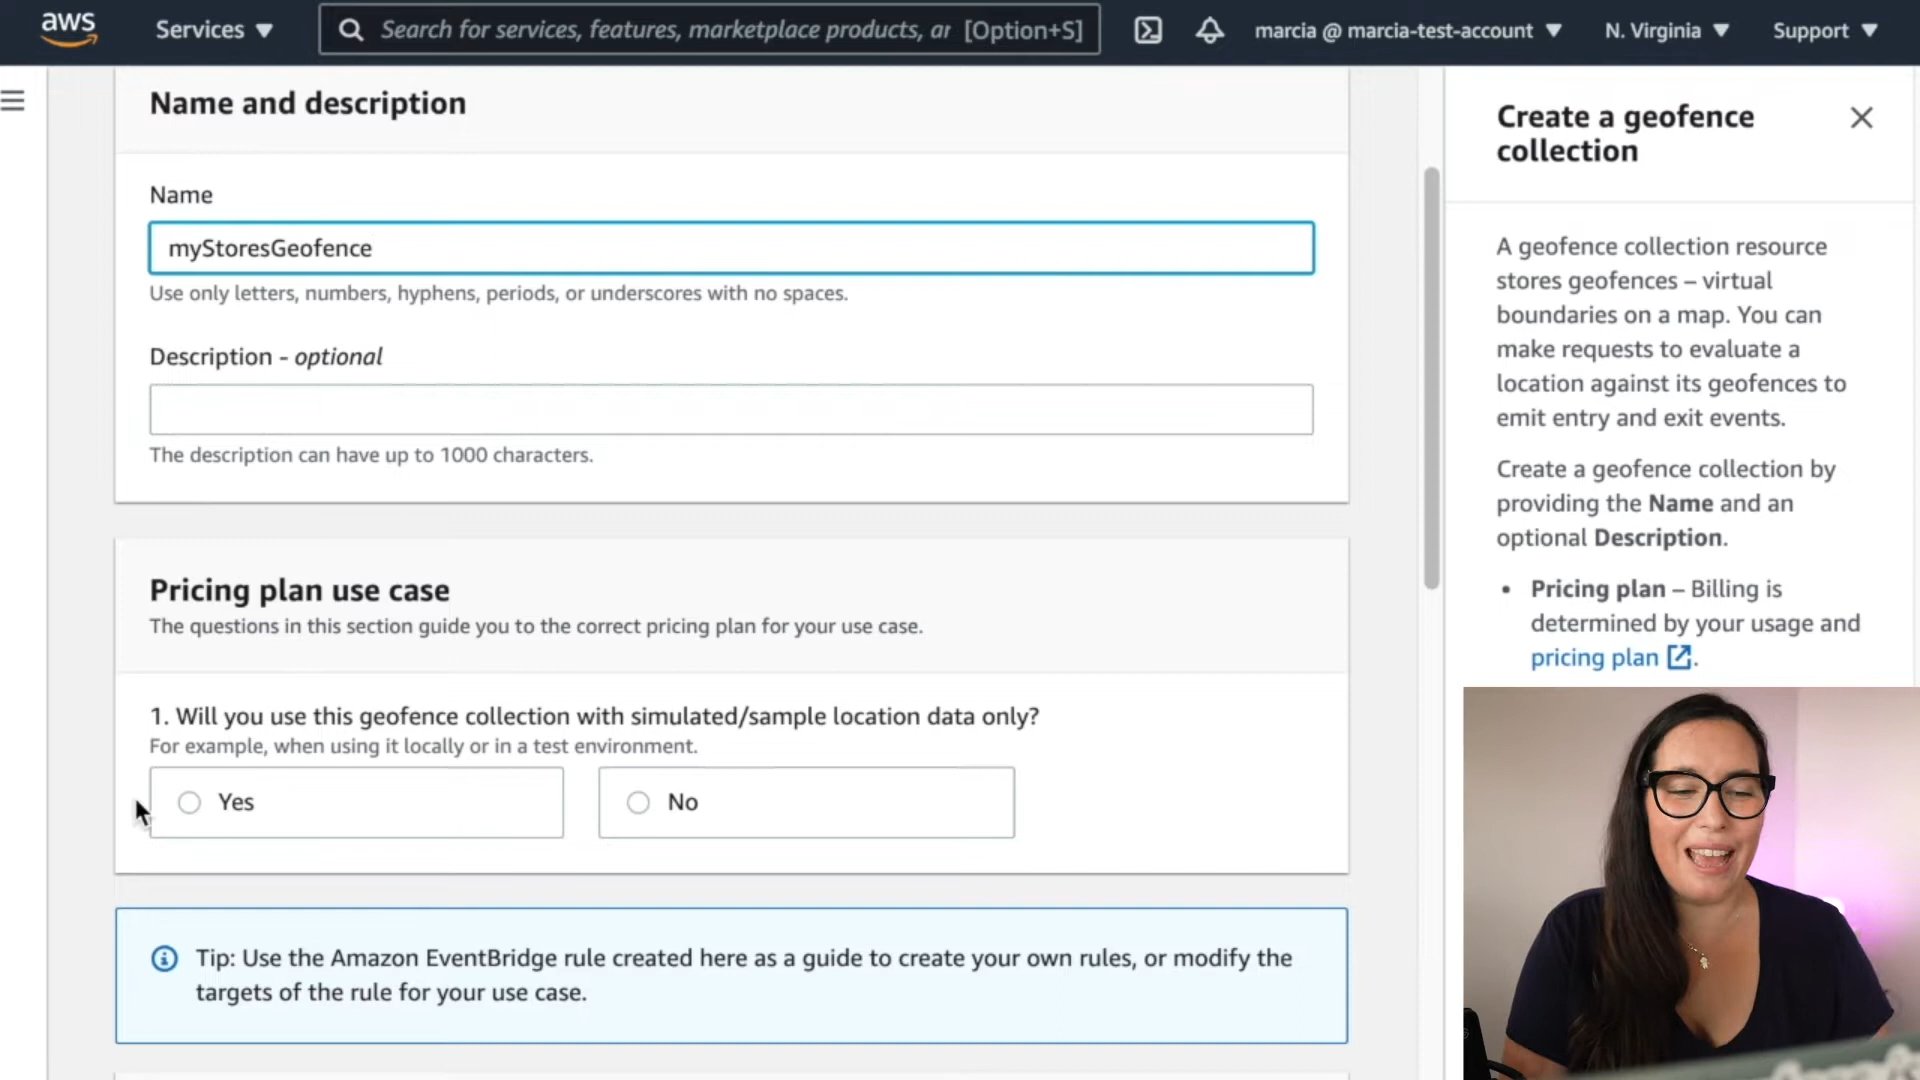 aws
Services
Search for services, features, marketplace products, ar [Option+S]
marcia @ marcia-test-account
N. Virginia
Support
Name and description
Name
myStoresGeofence
Use only letters, numbers, hyphens, periods, or underscores with no spaces.
Description - optional
The description can have up to 1000 characters.
Pricing plan use case
The questions in this section guide you to the correct pricing plan for your use case.
1. Will you use this geofence collection with simulated/sample location data only?
For example, when using it locally or in a test environment.
Yes
No
Tip: Use the Amazon EventBridge rule created here as a guide to create your own rules, or modify the
targets of the rule for your use case.
Create a geofence
collection
A geofence collection resource
stores geofences – virtual
boundaries on a map. You can
make requests to evaluate a
location against its geofences to
emit entry and exit events.
Create a geofence collection by
providing the Name and an
optional Description.
• Pricing plan – Billing is
determined by your usage and
pricing plan.